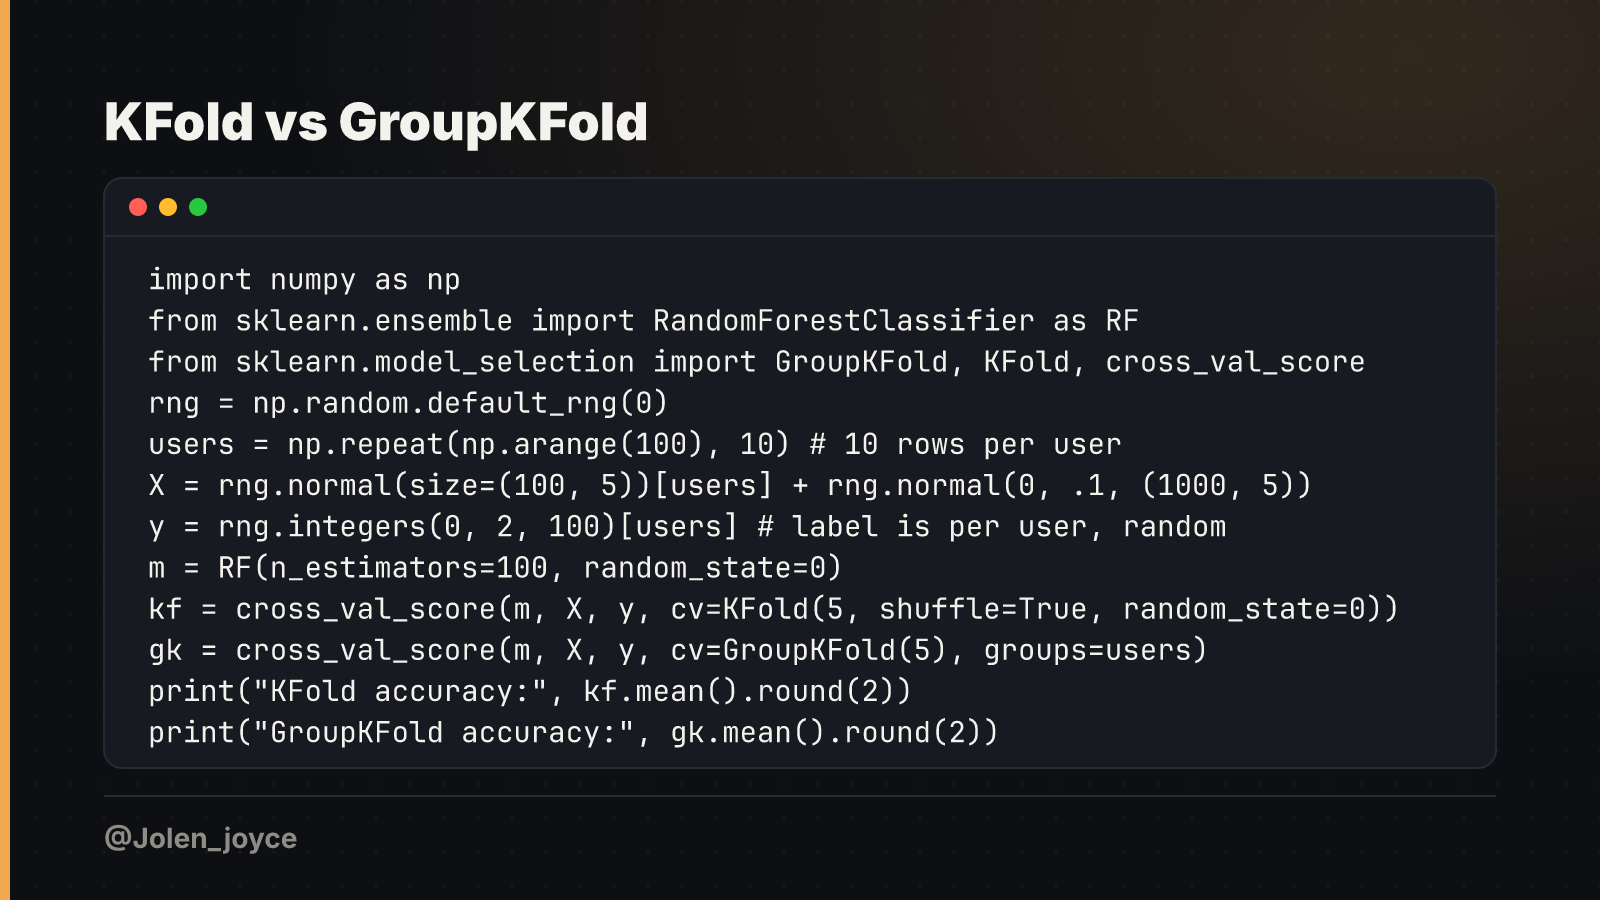 KFold vs GroupKFold
import numpy as np
from sklearn.ensemble import RandomForestClassifier as RF
from sklearn.model_selection import GroupKFold, KFold, cross_val_score
rng = np.random.default_rng(0)
users = np.repeat(np.arange(100), 10) # 10 rows per user
X = rng.normal(size=(100, 5))[users] + rng.normal(0, .1, (1000, 5))
y = rng.integers(0, 2, 100)[users] # label is per user, random
m = RF(n_estimators=100, random_state=0)
kf = cross_val_score(m, X, y, cv=KFold(5, shuffle=True, random_state=0))
gk = cross_val_score(m, X, y, cv=GroupKFold(5), groups=users)
print("KFold accuracy:", kf.mean().round(2))
print("GroupKFold accuracy:", gk.mean().round(2))
@Jolen_joyce